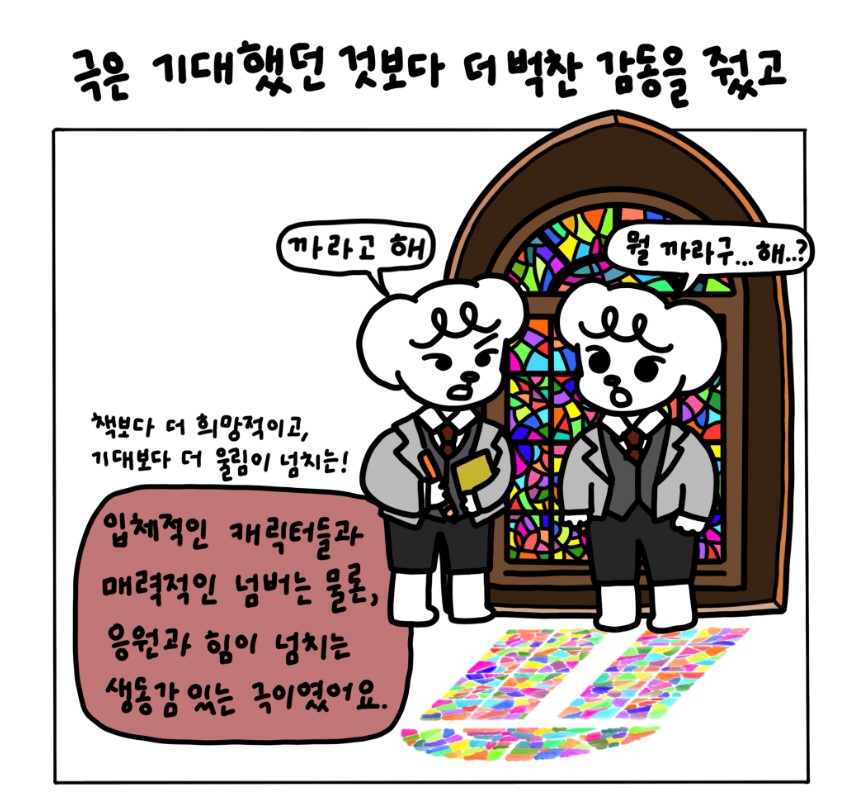 극은 기대했던 것보다 더 벅찬 감동을 줬고
까라고 해
뭘 까라구...해..?
책보다 더 희망적이고,
기대보다 더 울림이 넘치는!
입체적인 캐릭터들과
매력적인 넘버는 물론,
응원과 힘이 넘치는
생동감 있는 극이였어요.